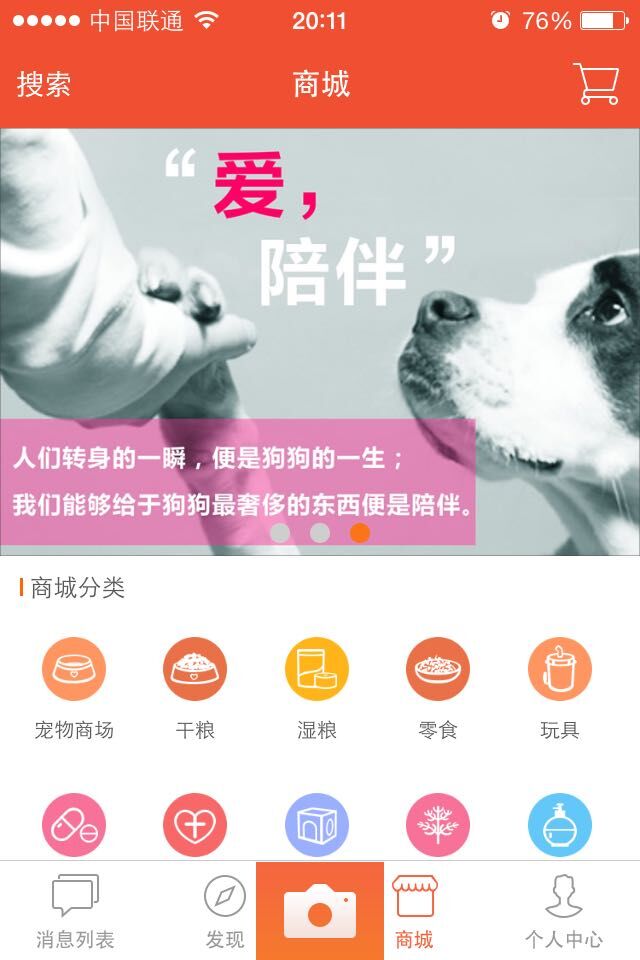 中国联通 20:11 76%
搜索 商城
“爱，
陪伴”
人们转身的一瞬，便是狗狗的一生；
我们能够给于狗狗最奢侈的东西便是陪伴。
商城分类
宠物商场 干粮 湿粮 零食 玩具
消息列表 发现 商城 个人中心